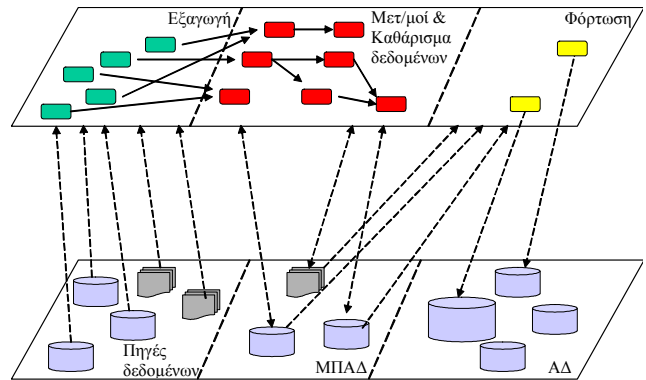 Εξαγωγή
Μετ/μοί &
Καθάρισμα
δεδομένων
Φόρτωση
Πηγές
δεδομένων
ΜΠΑΔ
ΑΔ